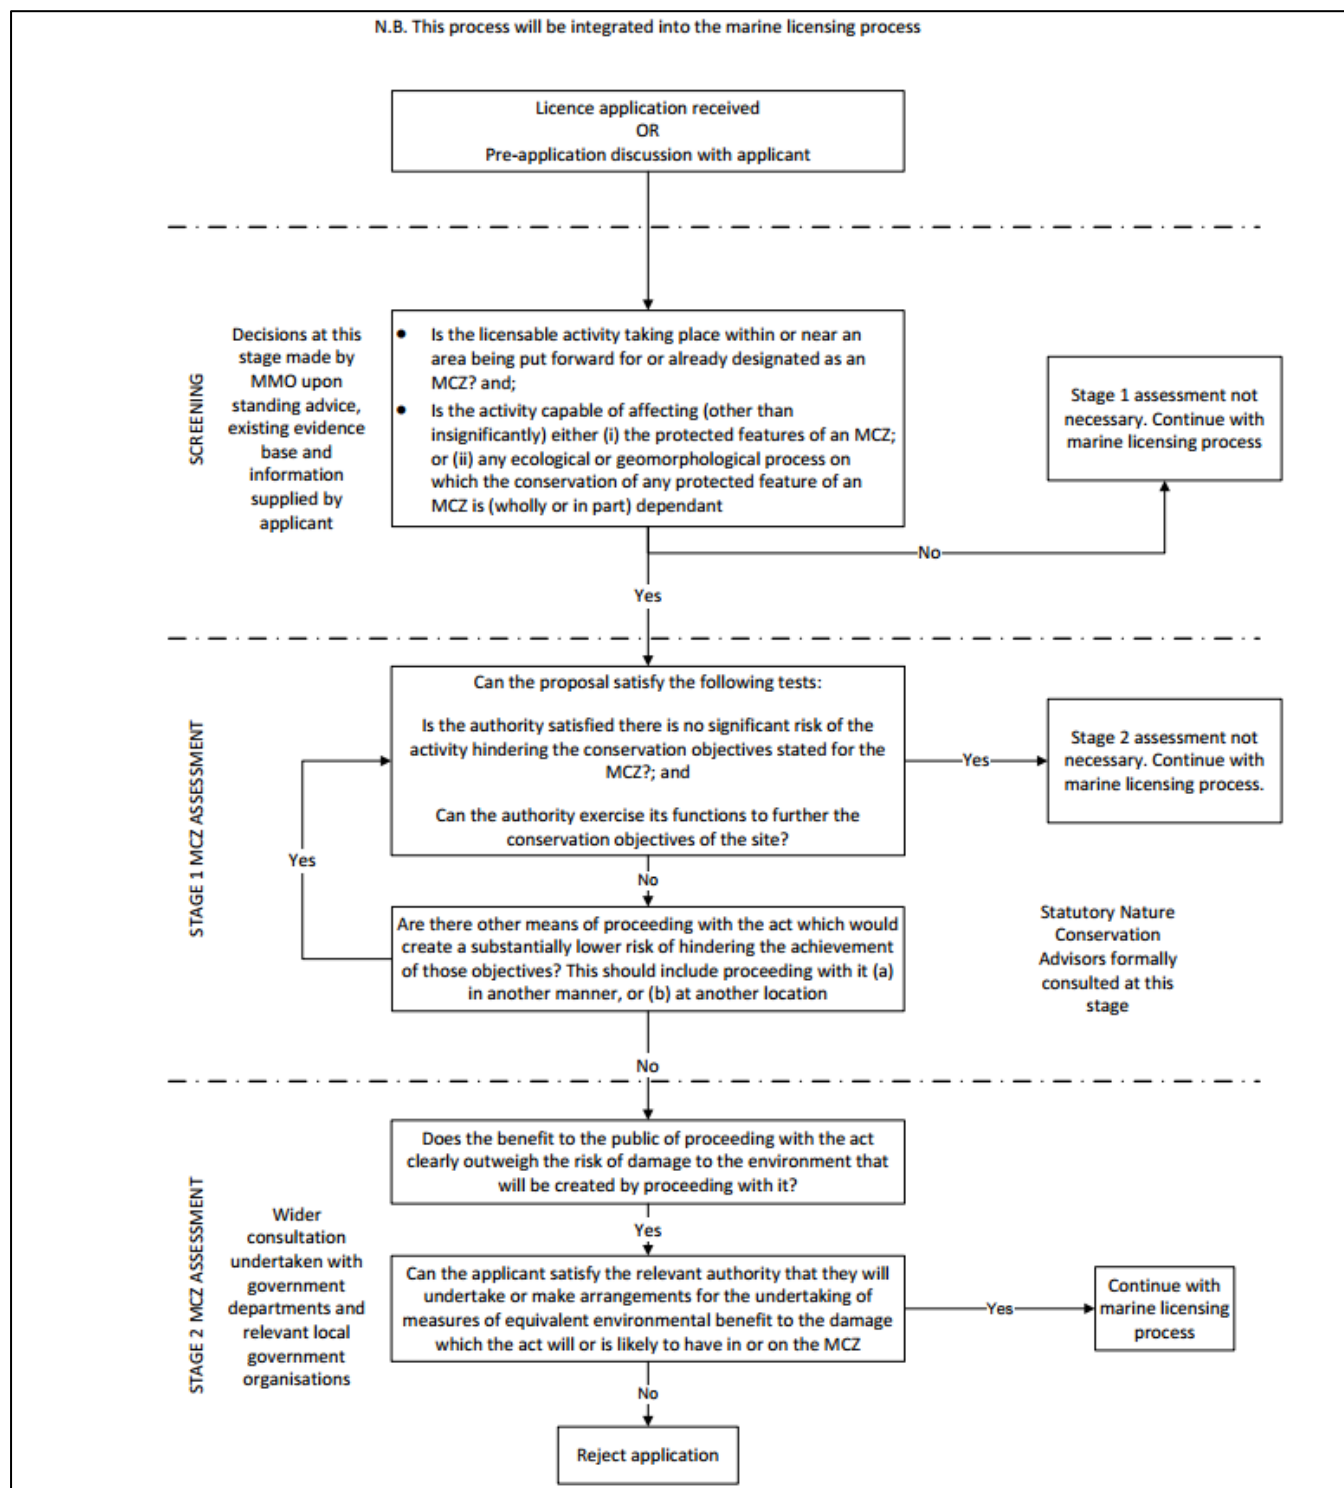 N.B. This process will be integrated into the marine licensing process
Licence application received
OR
Pre-application discussion with applicant
SCREENING
Decisions at this
stage made by
MMO upon
standing advice,
existing evidence
base and
information
supplied by
applicant
● Is the licensable activity taking place within or near an
area being put forward for or already designated as an
MCZ? and;
● Is the activity capable of affecting (other than
insignificantly) either (i) the protected features of an MCZ;
or (ii) any ecological or geomorphological process on
which the conservation of any protected feature of an
MCZ is (wholly or in part) dependant
Stage 1 assessment not
necessary. Continue with
marine licensing process
No
Yes
STAGE 1 MCZ ASSESSMENT
Can the proposal satisfy the following tests:
Is the authority satisfied there is no significant risk of the
activity hindering the conservation objectives stated for the
MCZ?; and
Can the authority exercise its functions to further the
conservation objectives of the site?
Yes
Stage 2 assessment not
necessary. Continue with
marine licensing process.
Yes
No
Are there other means of proceeding with the act which would
create a substantially lower risk of hindering the achievement
of those objectives? This should include proceeding with it (a)
in another manner, or (b) at another location
Statutory Nature
Conservation
Advisors formally
consulted at this
stage
No
STAGE 2 MCZ ASSESSMENT
Wider
consultation
undertaken with
government
departments and
relevant local
government
organisations
Does the benefit to the public of proceeding with the act
clearly outweigh the risk of damage to the environment that
will be created by proceeding with it?
Yes
Can the applicant satisfy the relevant authority that they will
undertake or make arrangements for the undertaking of
measures of equivalent environmental benefit to the damage
which the act will or is likely to have in or on the MCZ
Yes
Continue with
marine licensing
process
No
Reject application